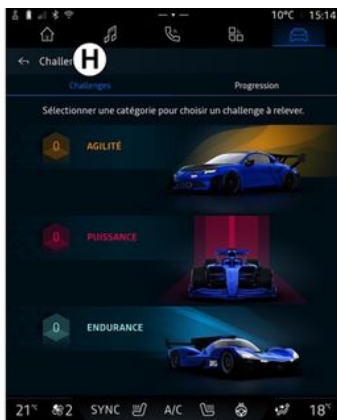 10°C 15:14
Challen
H
Challenges Progression
Sélectionner une catégorie pour choisir un challenge à relever.
0 AGILITÉ
0 PUISSANCE
0 ENDURANCE
21°C 2 SYNC A/C 18°C